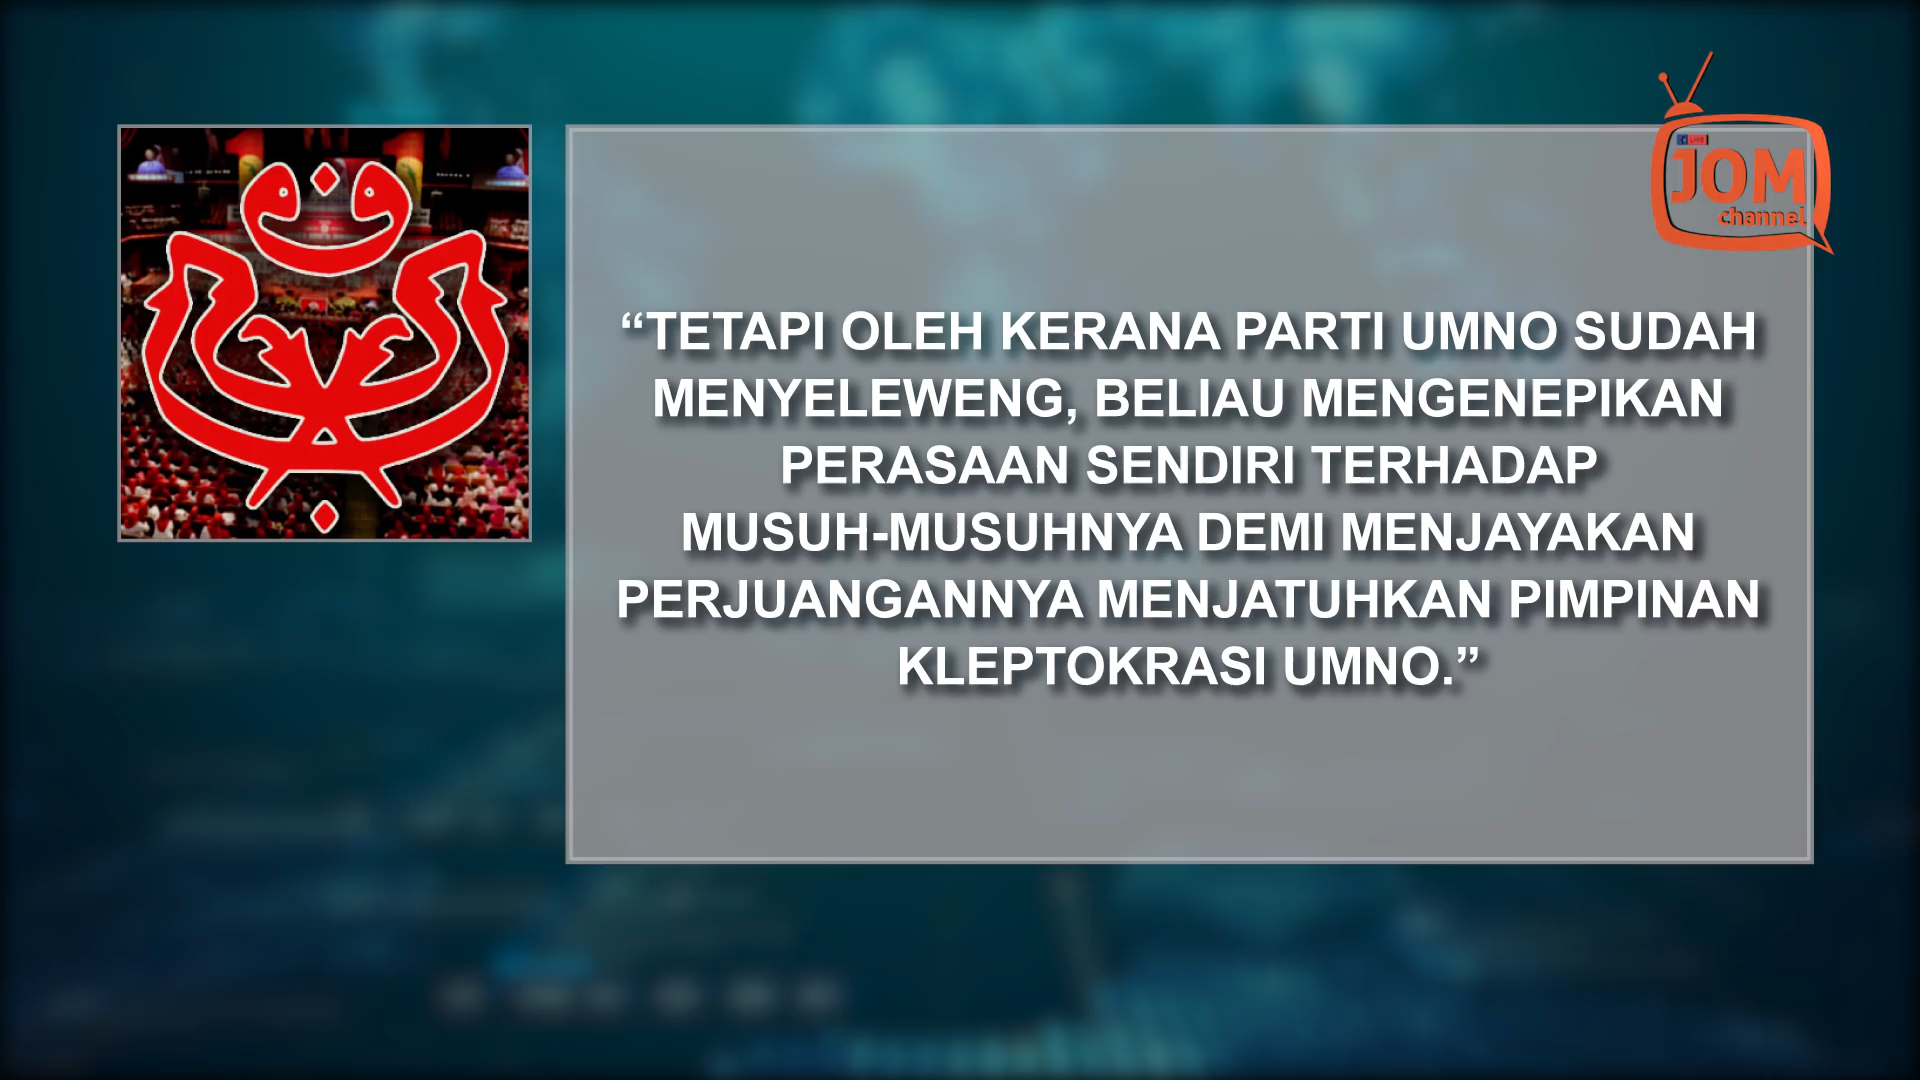 JOM
channel
“TETAPI OLEH KERANA PARTI UMNO SUDAH
MENYELEWENG, BELIAU MENGENEPIKAN
PERASAAN SENDIRI TERHADAP
MUSUH-MUSUHNYA DEMI MENJAYAKAN
PERJUANGANNYA MENJATUHKAN PIMPINAN
KLEPTOKRASI UMNO.”